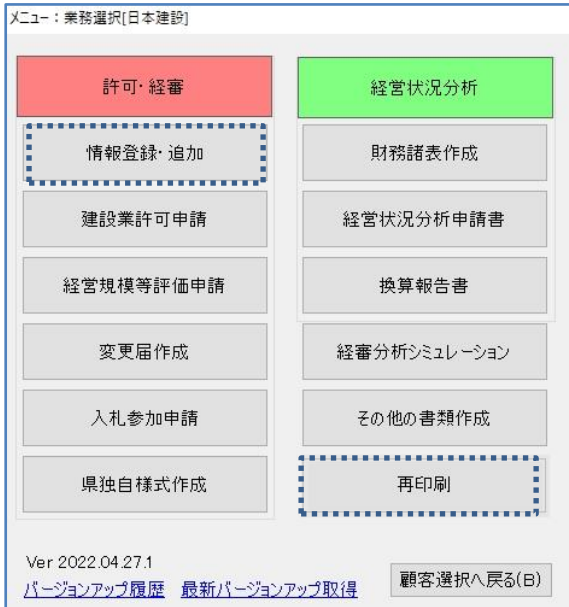 メニュー：業務選択[日本建設]
許可・経審
情報登録・追加
建設業許可申請
経営規模等評価申請
変更届作成
入札参加申請
県独自様式作成
経営状況分析
財務諸表作成
経営状況分析申請書
換算報告書
経審分析シミュレーション
その他の書類作成
再印刷
Ver 2022.04.27.1
バージョンアップ履歴 最新バージョンアップ取得
顧客選択へ戻る(B)